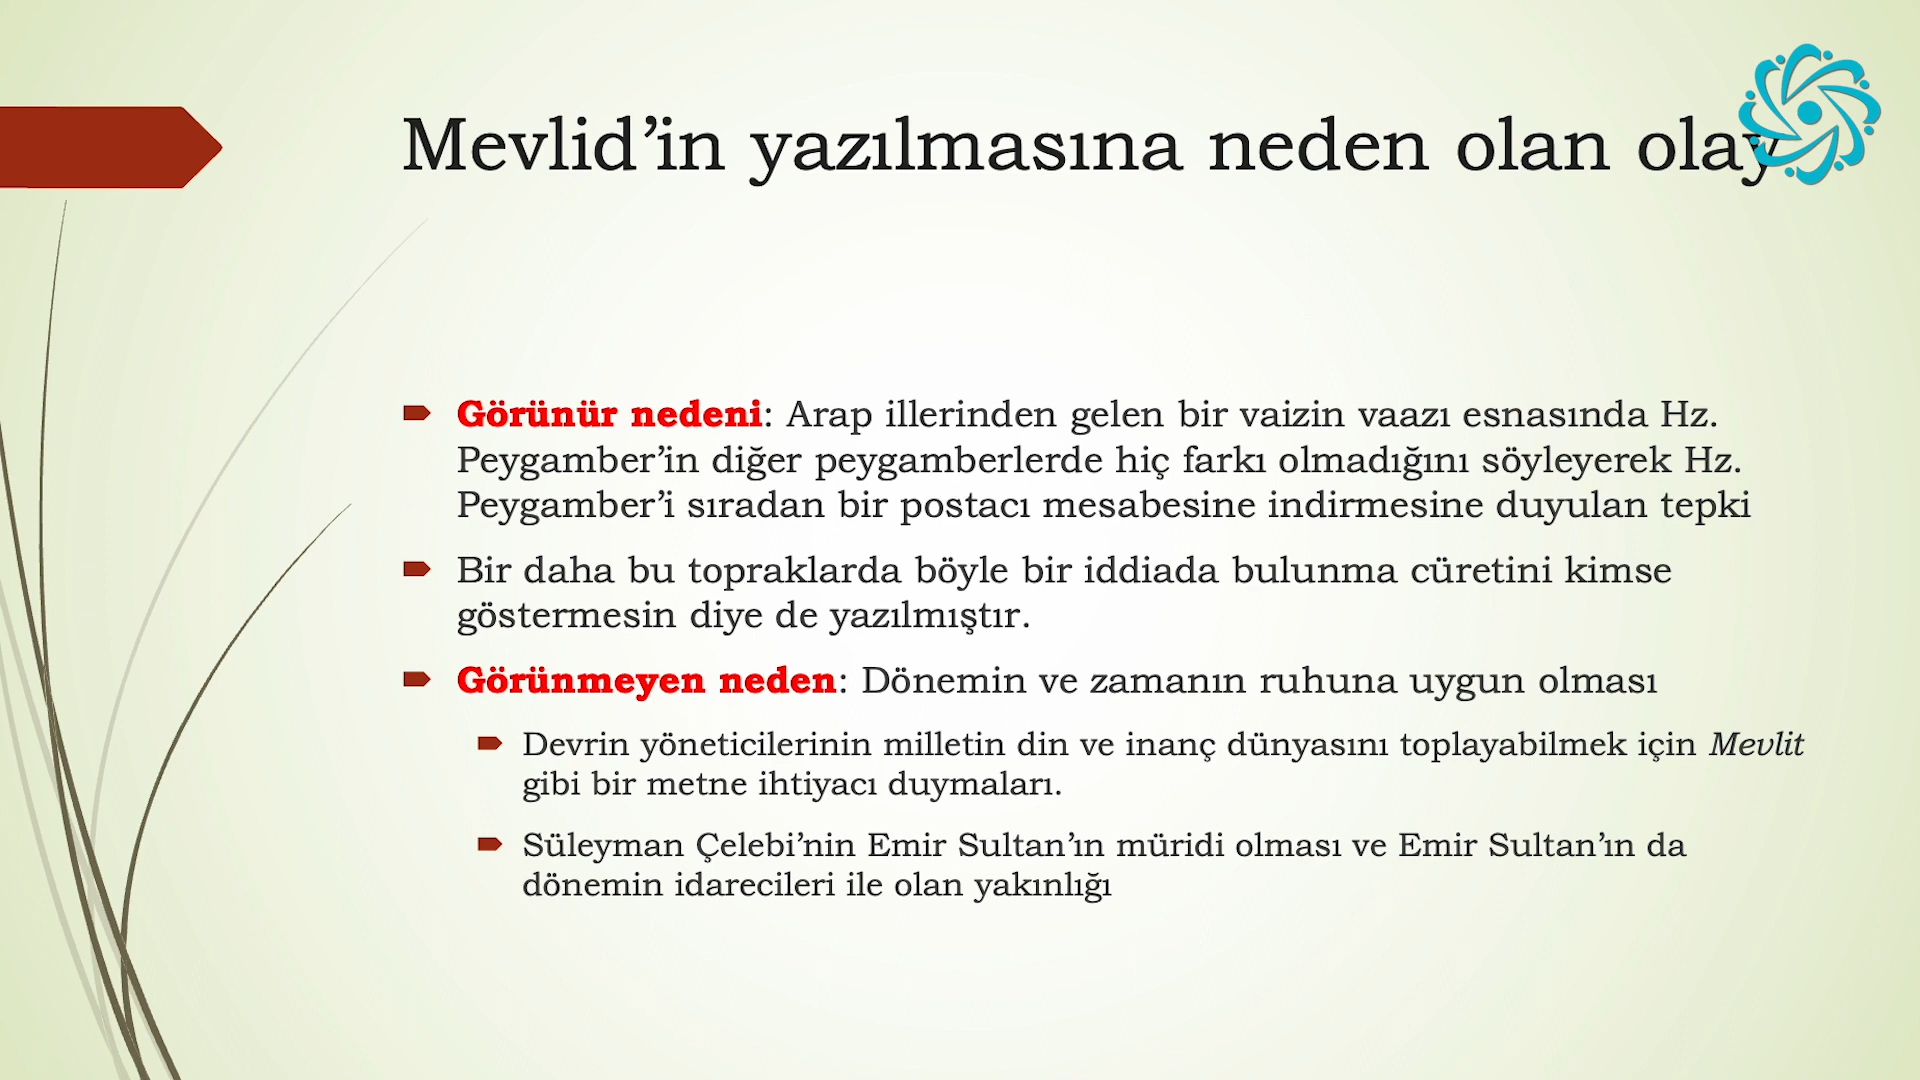 Mevlid’in yazılmasına neden olan olay
Görünür nedeni: Arap illerinden gelen bir vaizin vaazı esnasında Hz.
Peygamber’in diğer peygamberlerde hiç farkı olmadığını söyleyerek Hz.
Peygamber’i sıradan bir postacı mesabesine indirmesine duyulan tepki
Bir daha bu topraklarda böyle bir iddiada bulunma cüretini kimse
göstermesin diye de yazılmıştır.
Görünmeyen neden: Dönemin ve zamanın ruhuna uygun olması
Devrin yöneticilerinin milletin din ve inanç dünyasını toplayabilmek için Mevlit
gibi bir metne ihtiyacı duymaları.
Süleyman Çelebi’nin Emir Sultan’ın müridi olması ve Emir Sultan’ın da
dönemin idarecileri ile olan yakınlığı